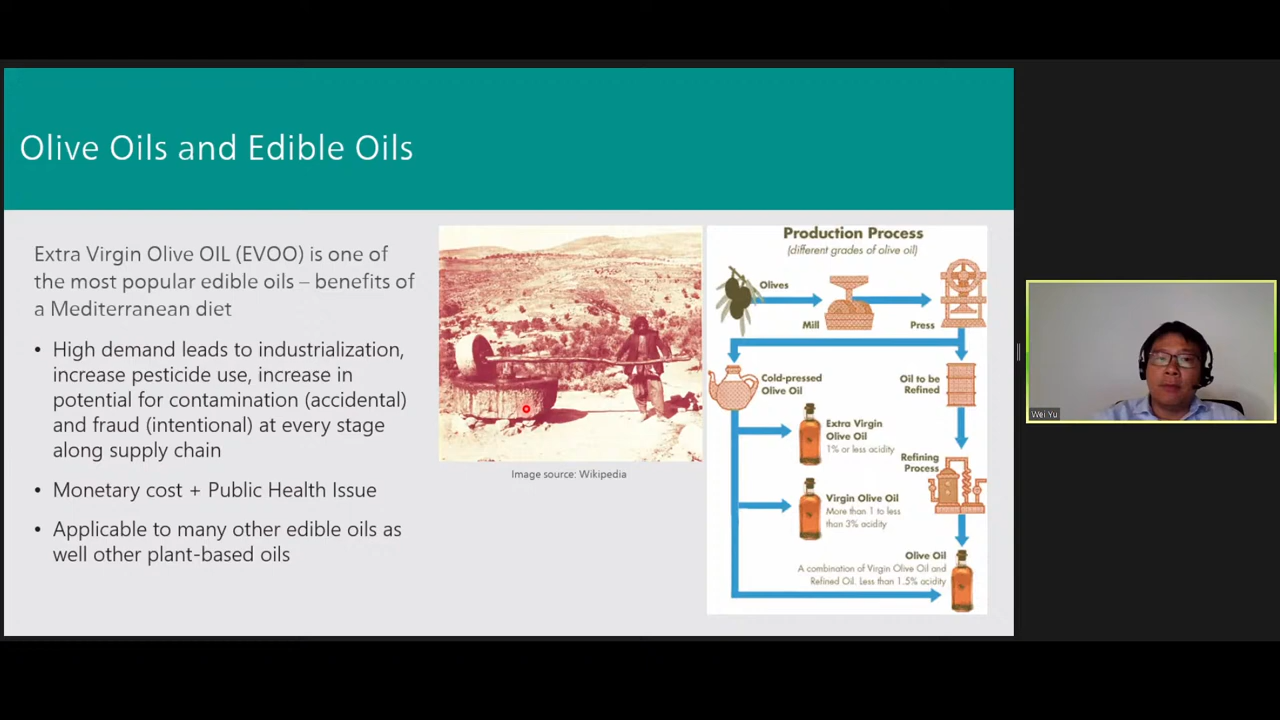 Olive Oils and Edible Oils
Extra Virgin Olive OIL (EVOO) is one of
the most popular edible oils – benefits of
a Mediterranean diet
• High demand leads to industrialization,
increase pesticide use, increase in
potential for contamination (accidental)
and fraud (intentional) at every stage
along supply chain
• Monetary cost + Public Health Issue
• Applicable to many other edible oils as
well other plant-based oils
Image source: Wikipedia
Production Process
(different grades of olive oil)
Olives
Mill
Press
Cold-pressed
Olive Oil
Oil to be
Refined
Extra Virgin
Olive Oil
1% or less acidity
Refining
Process
Virgin Olive Oil
More than 1 to less
than 3% acidity
Olive Oil
A combination of Virgin Olive Oil and
Refined Oil. Less than 1.5% acidity
Wei Yu